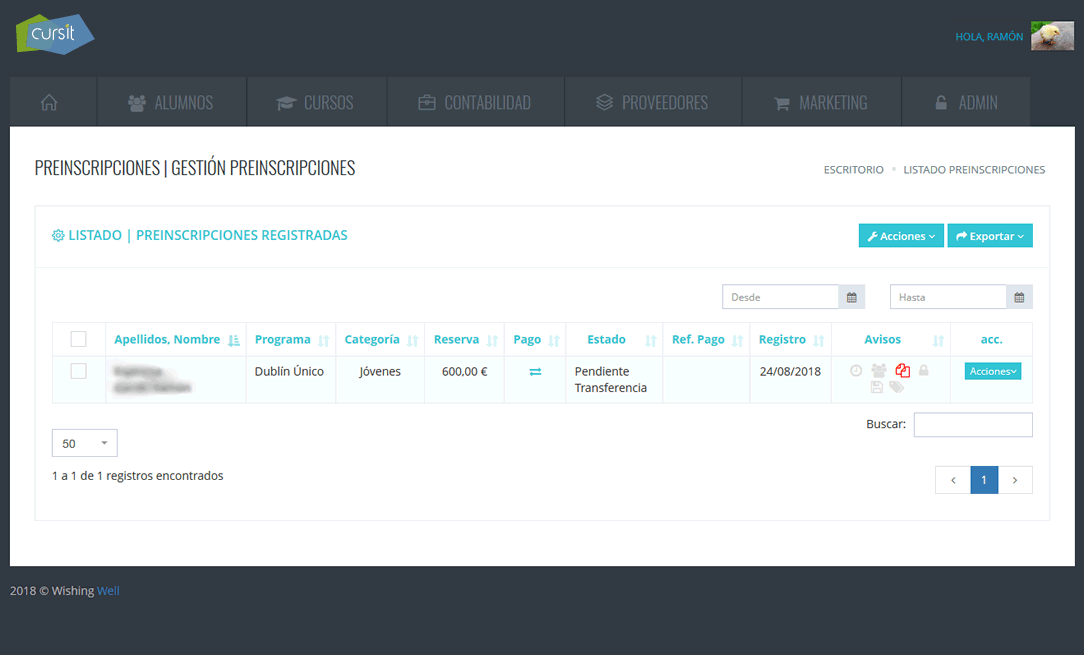 cursit
HOLA, RAMÓN
ALUMNOS CURSOS CONTABILIDAD PROVEEDORES MARKETING ADMIN
PREINSCRIPCIONES | GESTIÓN PREINSCRIPCIONES
ESCRITORIO LISTADO PREINSCRIPCIONES
LISTADO | PREINSCRIPCIONES REGISTRADAS
Acciones Exportar
Desde Hasta
Apellidos, Nombre Programa Categoría Reserva Pago Estado Ref. Pago Registro Avisos acc.
Dublín Único Jóvenes 600,00 € Pendiente 24/08/2018 Acciones
Transferencia
Buscar:
50
1 a 1 de 1 registros encontrados
‹ 1 ›
2018 © Wishing Well